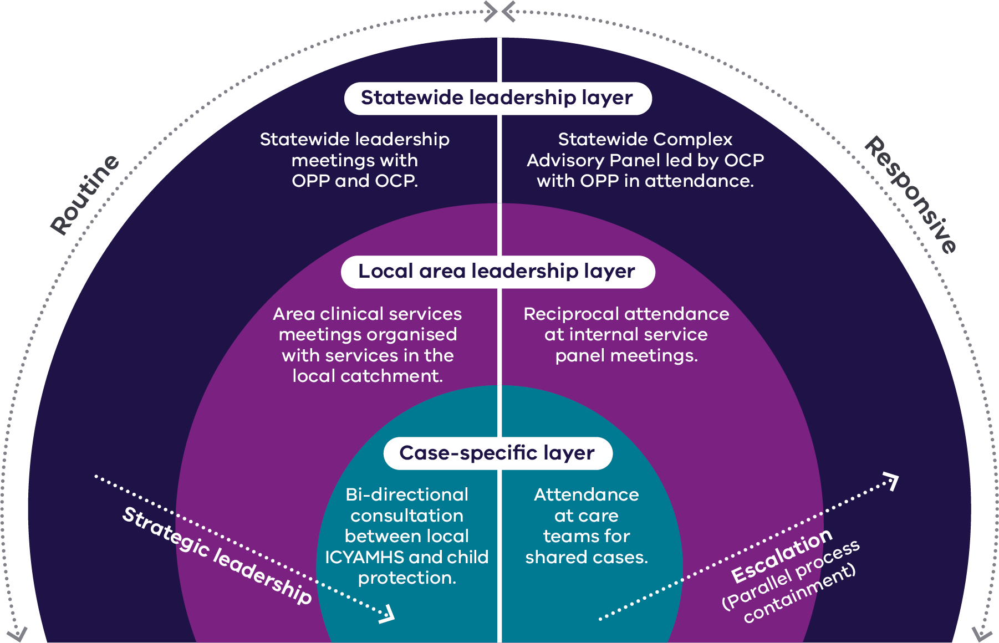 Routine
Responsive
Statewide leadership layer
Statewide leadership
meetings with
OPP and OCP.
Statewide Complex
Advisory Panel led by OCP
with OPP in attendance.
Local area leadership layer
Area clinical services
meetings organised
with services in the
local catchment.
Reciprocal attendance
at internal service
panel meetings.
Case-specific layer
Bi-directional
consultation
between local
ICYAMHS and child
protection.
Attendance
at care
teams for
shared cases.
Strategic leadership
Escalation
(Parallel process
containment)